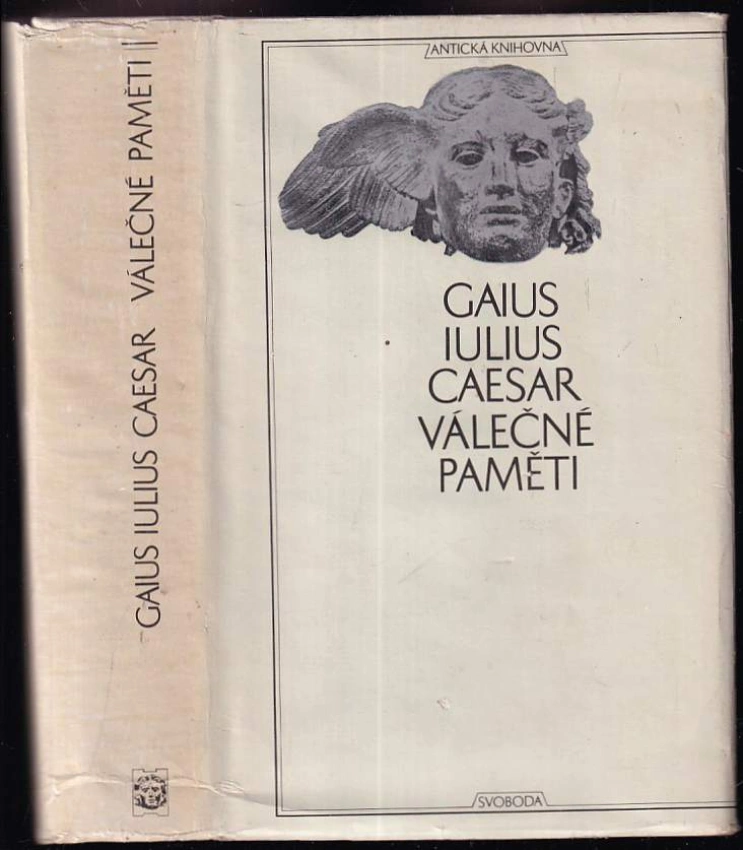 GAIUS IULIUS CAESAR VÁLEČNÉ PAMĚTI
ANTICKÁ KNIHOVNA
GAIUS
IULIUS
CAESAR
VÁLEČNÉ
PAMĚTI
SVOBODA